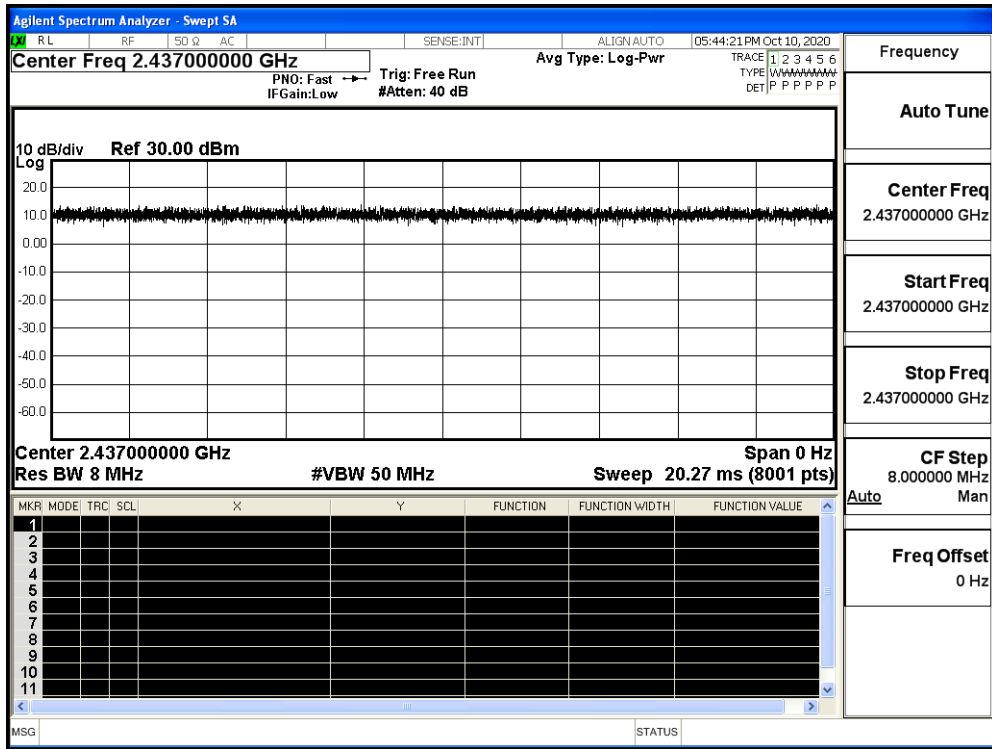 Agilent Spectrum Analyzer - Swept SA
LXI RL RF 50 Ω AC SENSE:INT ALIGN AUTO 05:44:21 PM Oct 10, 2020
Center Freq 2.437000000 GHz
PNO: Fast
IFGain:Low
Trig: Free Run
#Atten: 40 dB
Avg Type: Log-Pwr
TRACE 1 2 3 4 5 6
TYPE
DET P P P P P P
10 dB/div Ref 30.00 dBm
Log
20.0
10.0
0.00
-10.0
-20.0
-30.0
-40.0
-50.0
-60.0
Center 2.437000000 GHz Span 0 Hz
Res BW 8 MHz #VBW 50 MHz Sweep 20.27 ms (8001 pts)
MKR MODE TRC SCL X Y FUNCTION FUNCTION WIDTH FUNCTION VALUE
1
2
3
4
5
6
7
8
9
10
11
MSG STATUS
Frequency
Auto Tune
Center Freq
2.437000000 GHz
Start Freq
2.437000000 GHz
Stop Freq
2.437000000 GHz
CF Step
8.000000 MHz
Auto Man
Freq Offset
0 Hz